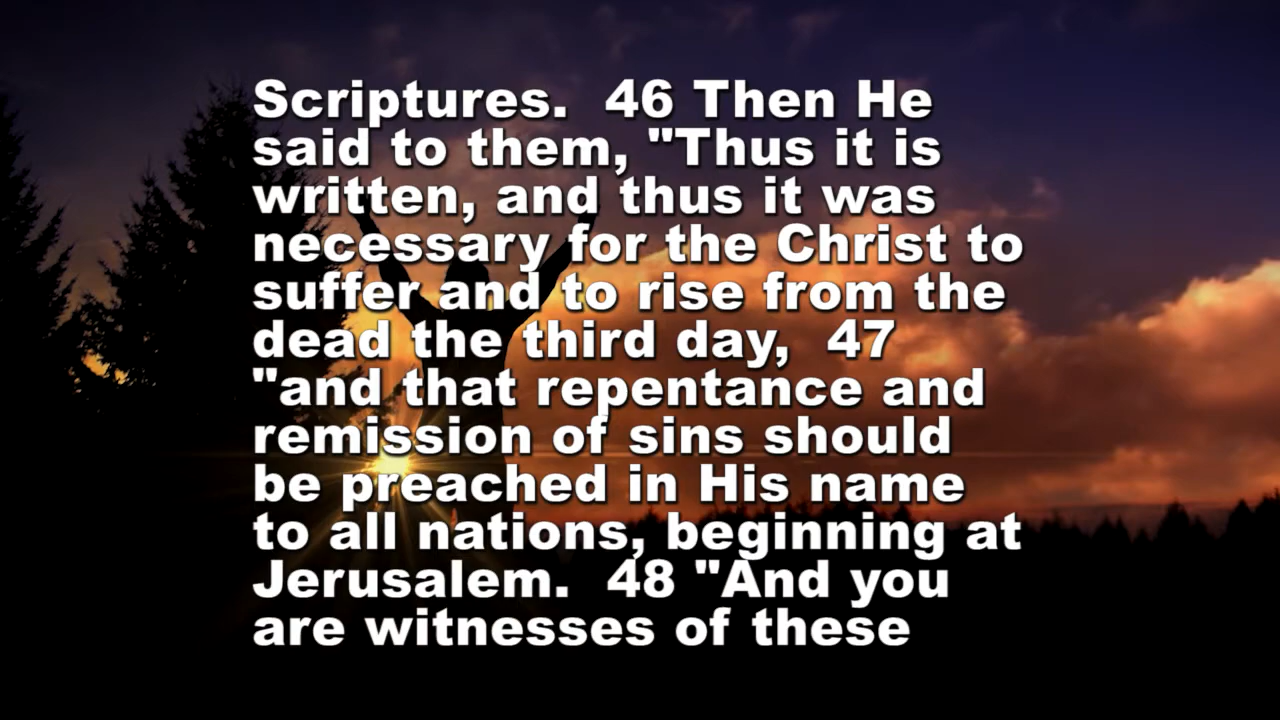 Scriptures.  46 Then He
said to them, "Thus it is
written, and thus it was
necessary for the Christ to
suffer and to rise from the
dead the third day,  47
"and that repentance and
remission of sins should
be preached in His name
to all nations, beginning at
Jerusalem.  48 "And you
are witnesses of these